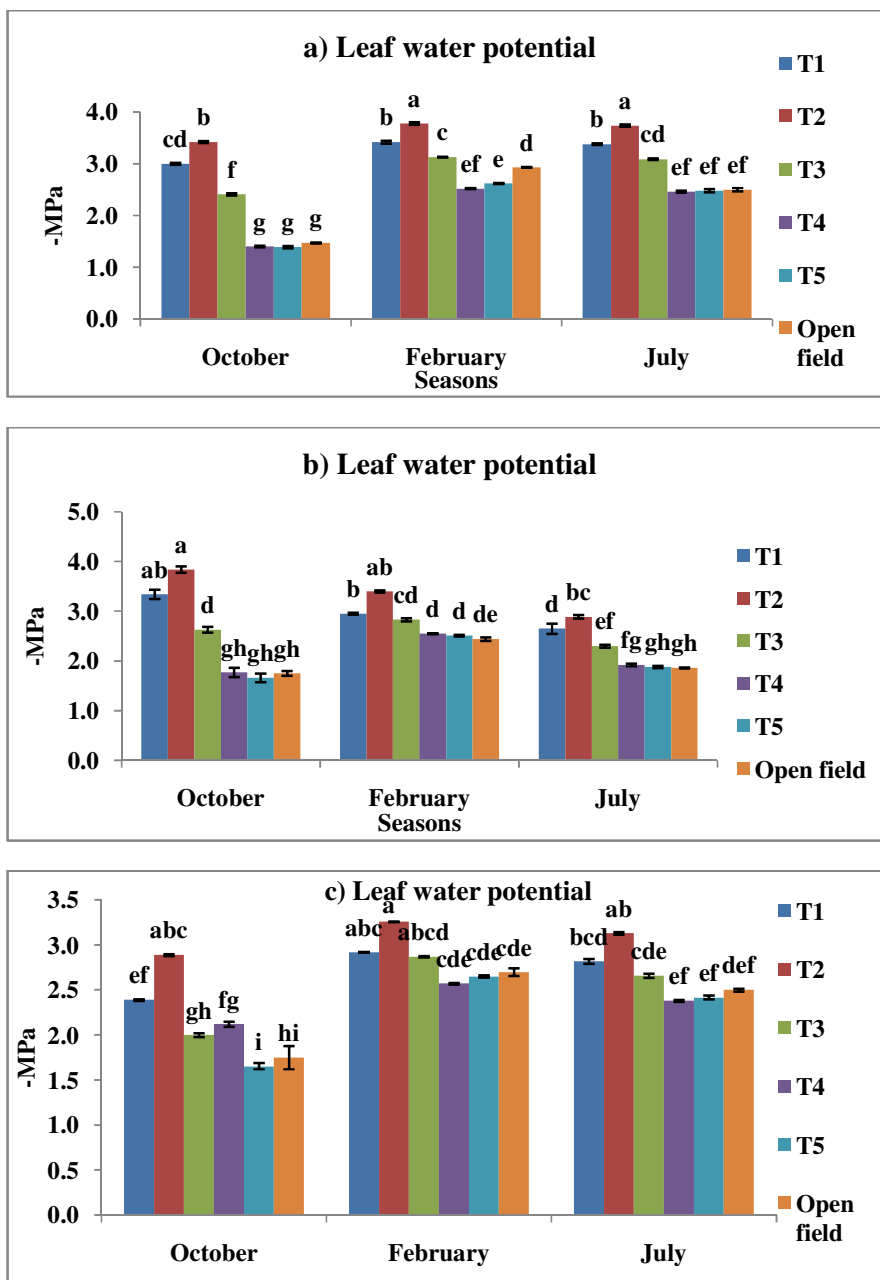 a) Leaf water potential
-MPa
4.0
3.0
2.0
1.0
0.0
cd b f g g g
b a c ef e d
b a cd ef ef ef
October February July
Seasons
T1
T2
T3
T4
T5
Open
field
b) Leaf water potential
-MPa
5.0
4.0
3.0
2.0
1.0
0.0
ab a d gh gh gh
b ab cd d d de
d bc ef fg gh gh
October February July
Seasons
T1
T2
T3
T4
T5
Open field
c) Leaf water potential
-MPa
3.5
3.0
2.5
2.0
1.5
1.0
0.5
0.0
ef abc gh fg i hi
abc a abcd cde cde cde
bcd ab cde ef ef def
October February July
T1
T2
T3
T4
T5
Open
field